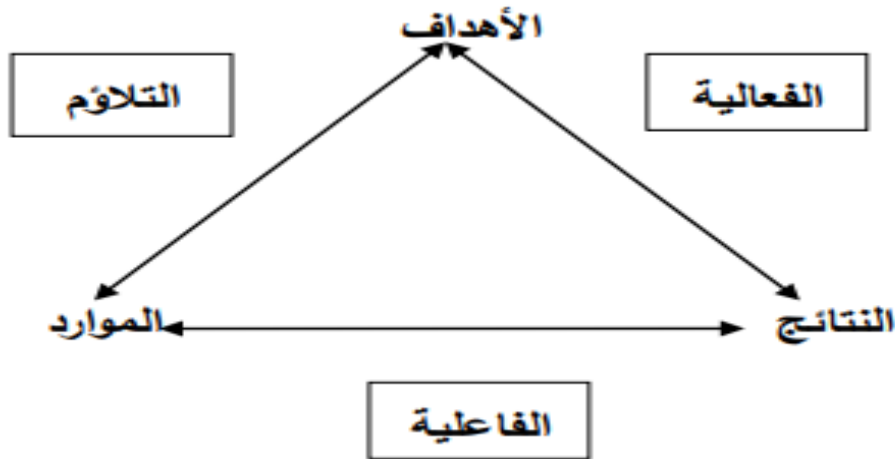 الأهداف
الفعالية
التلاؤم
النتائج
الموارد
الفاعلية